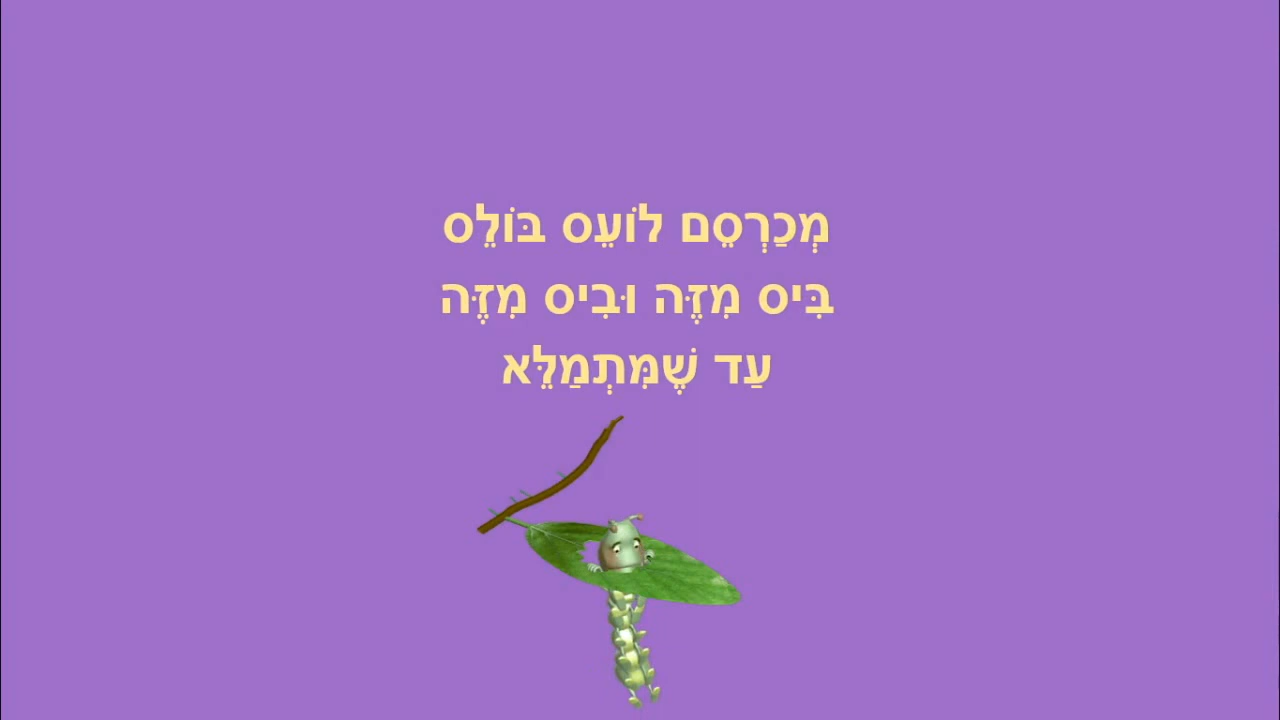 מְכַרְסֵם לוֹעֵס בּוֹלֵס
בִּיס מִזֶּה וּבִיס מִזֶּה
עַד שֶׁמִּתְמַלֵּא